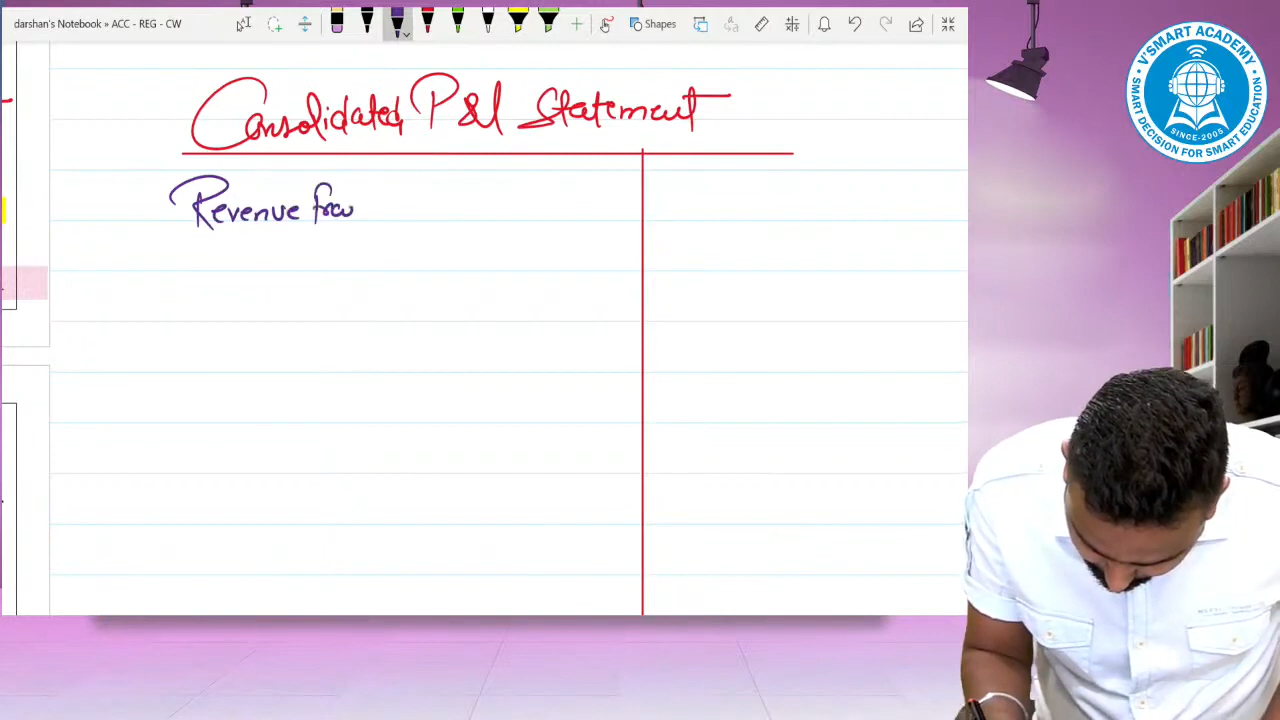 darshan's Notebook » ACC - REG - CW
Shapes
Consolidated P&L Statement
Revenue from
V'SMART ACADEMY
SMART DECISION FOR SMART EDUCATION
SINCE-2005